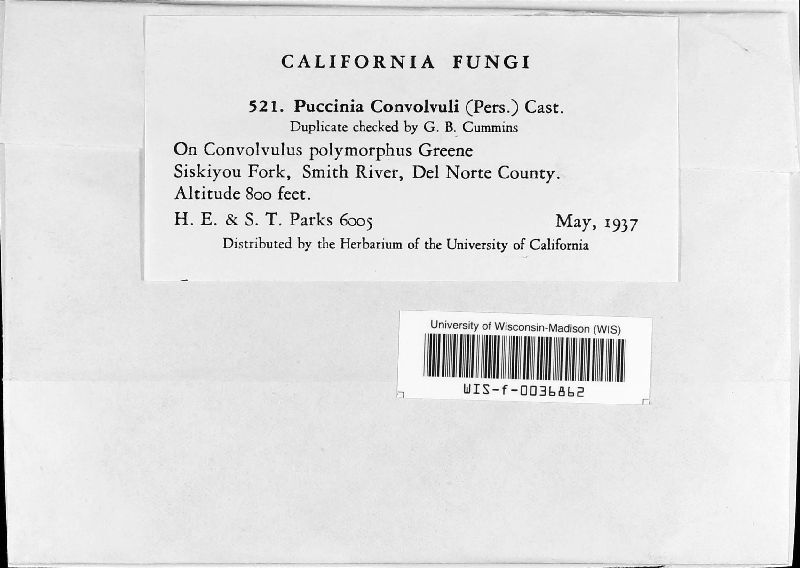 CALIFORNIA FUNGI
521. Puccinia Convolvuli (Pers.) Cast.
Duplicate checked by G. B. Cummins
On Convolvulus polymorphus Greene
Siskiyou Fork, Smith River, Del Norte County.
Altitude 800 feet.
H. E. & S. T. Parks 6005 May, 1937
Distributed by the Herbarium of the University of California
University of Wisconsin-Madison (WIS)
WIS-f-0036862